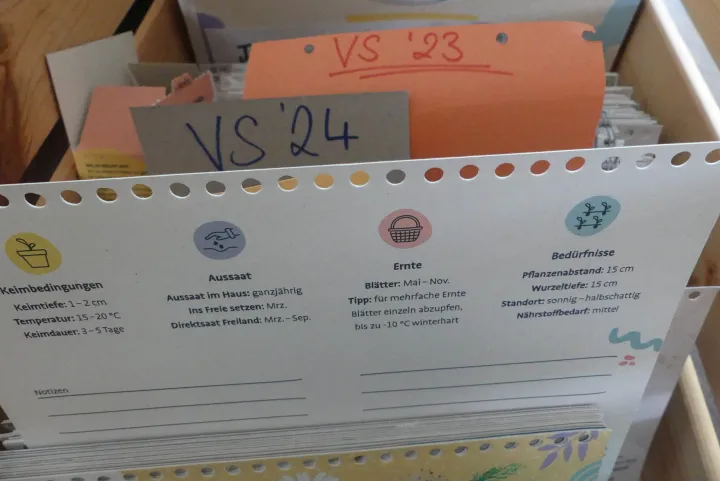 VS '23
VS '24
Keimbedingungen
Keimtiefe: 1 – 2 cm
Temperatur: 15 - 20 °C
Keimdauer: 3 – 5 Tage
Aussaat
Aussaat im Haus: ganzjährig
Ins Freie setzen: Mrz.
Direktsaat Freiland: Mrz. – Sep.
Ernte
Blätter: Mai – Nov.
Tipp: für mehrfache Ernte
Blätter einzeln abzupfen,
bis zu -10 °C winterhart
Bedürfnisse
Pflanzenabstand: 15 cm
Wurzeltiefe: 15 cm
Standort: sonnig – halbschattig
Nährstoffbedarf: mittel
Notizen